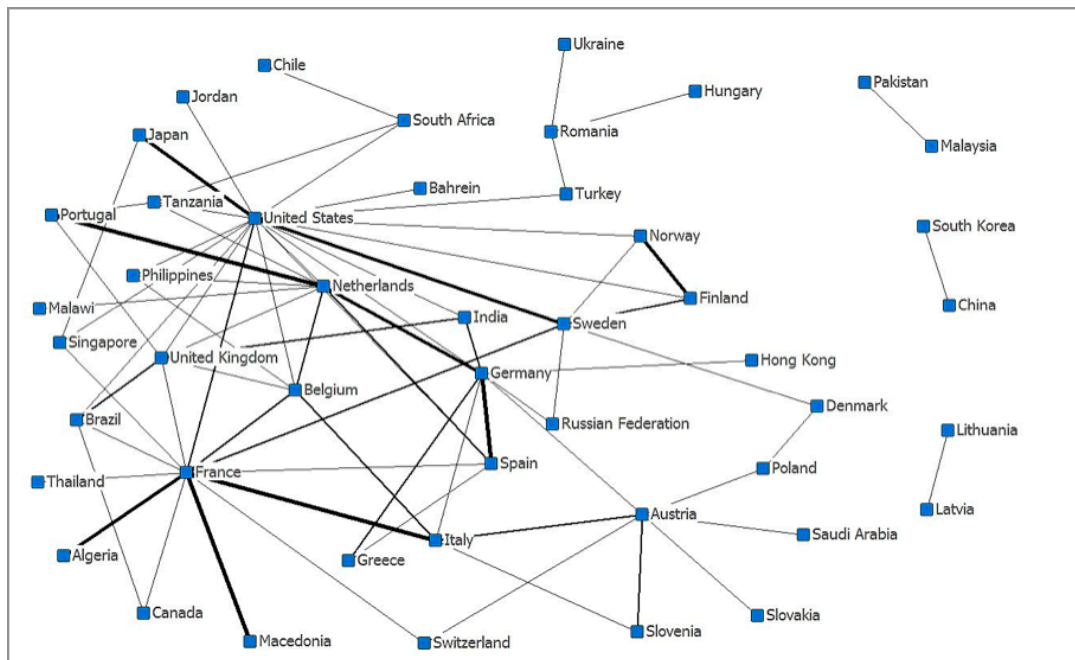 Ukraine
Chile
Pakistan
Hungary
Jordan
South Africa
Romania
Japan
Malaysia
Bahrein
Turkey
Tanzania
Portugal
United States
South Korea
Norway
Philippines
Netherlands
Finland
China
Malawi
India
Sweden
Singapore
United Kingdom
Hong Kong
Germany
Belgium
Denmark
Brazil
Russian Federation
Lithuania
Spain
Poland
France
Thailand
Latvia
Austria
Saudi Arabia
Italy
Algeria
Greece
Canada
Slovakia
Slovenia
Macedonia
Switzerland